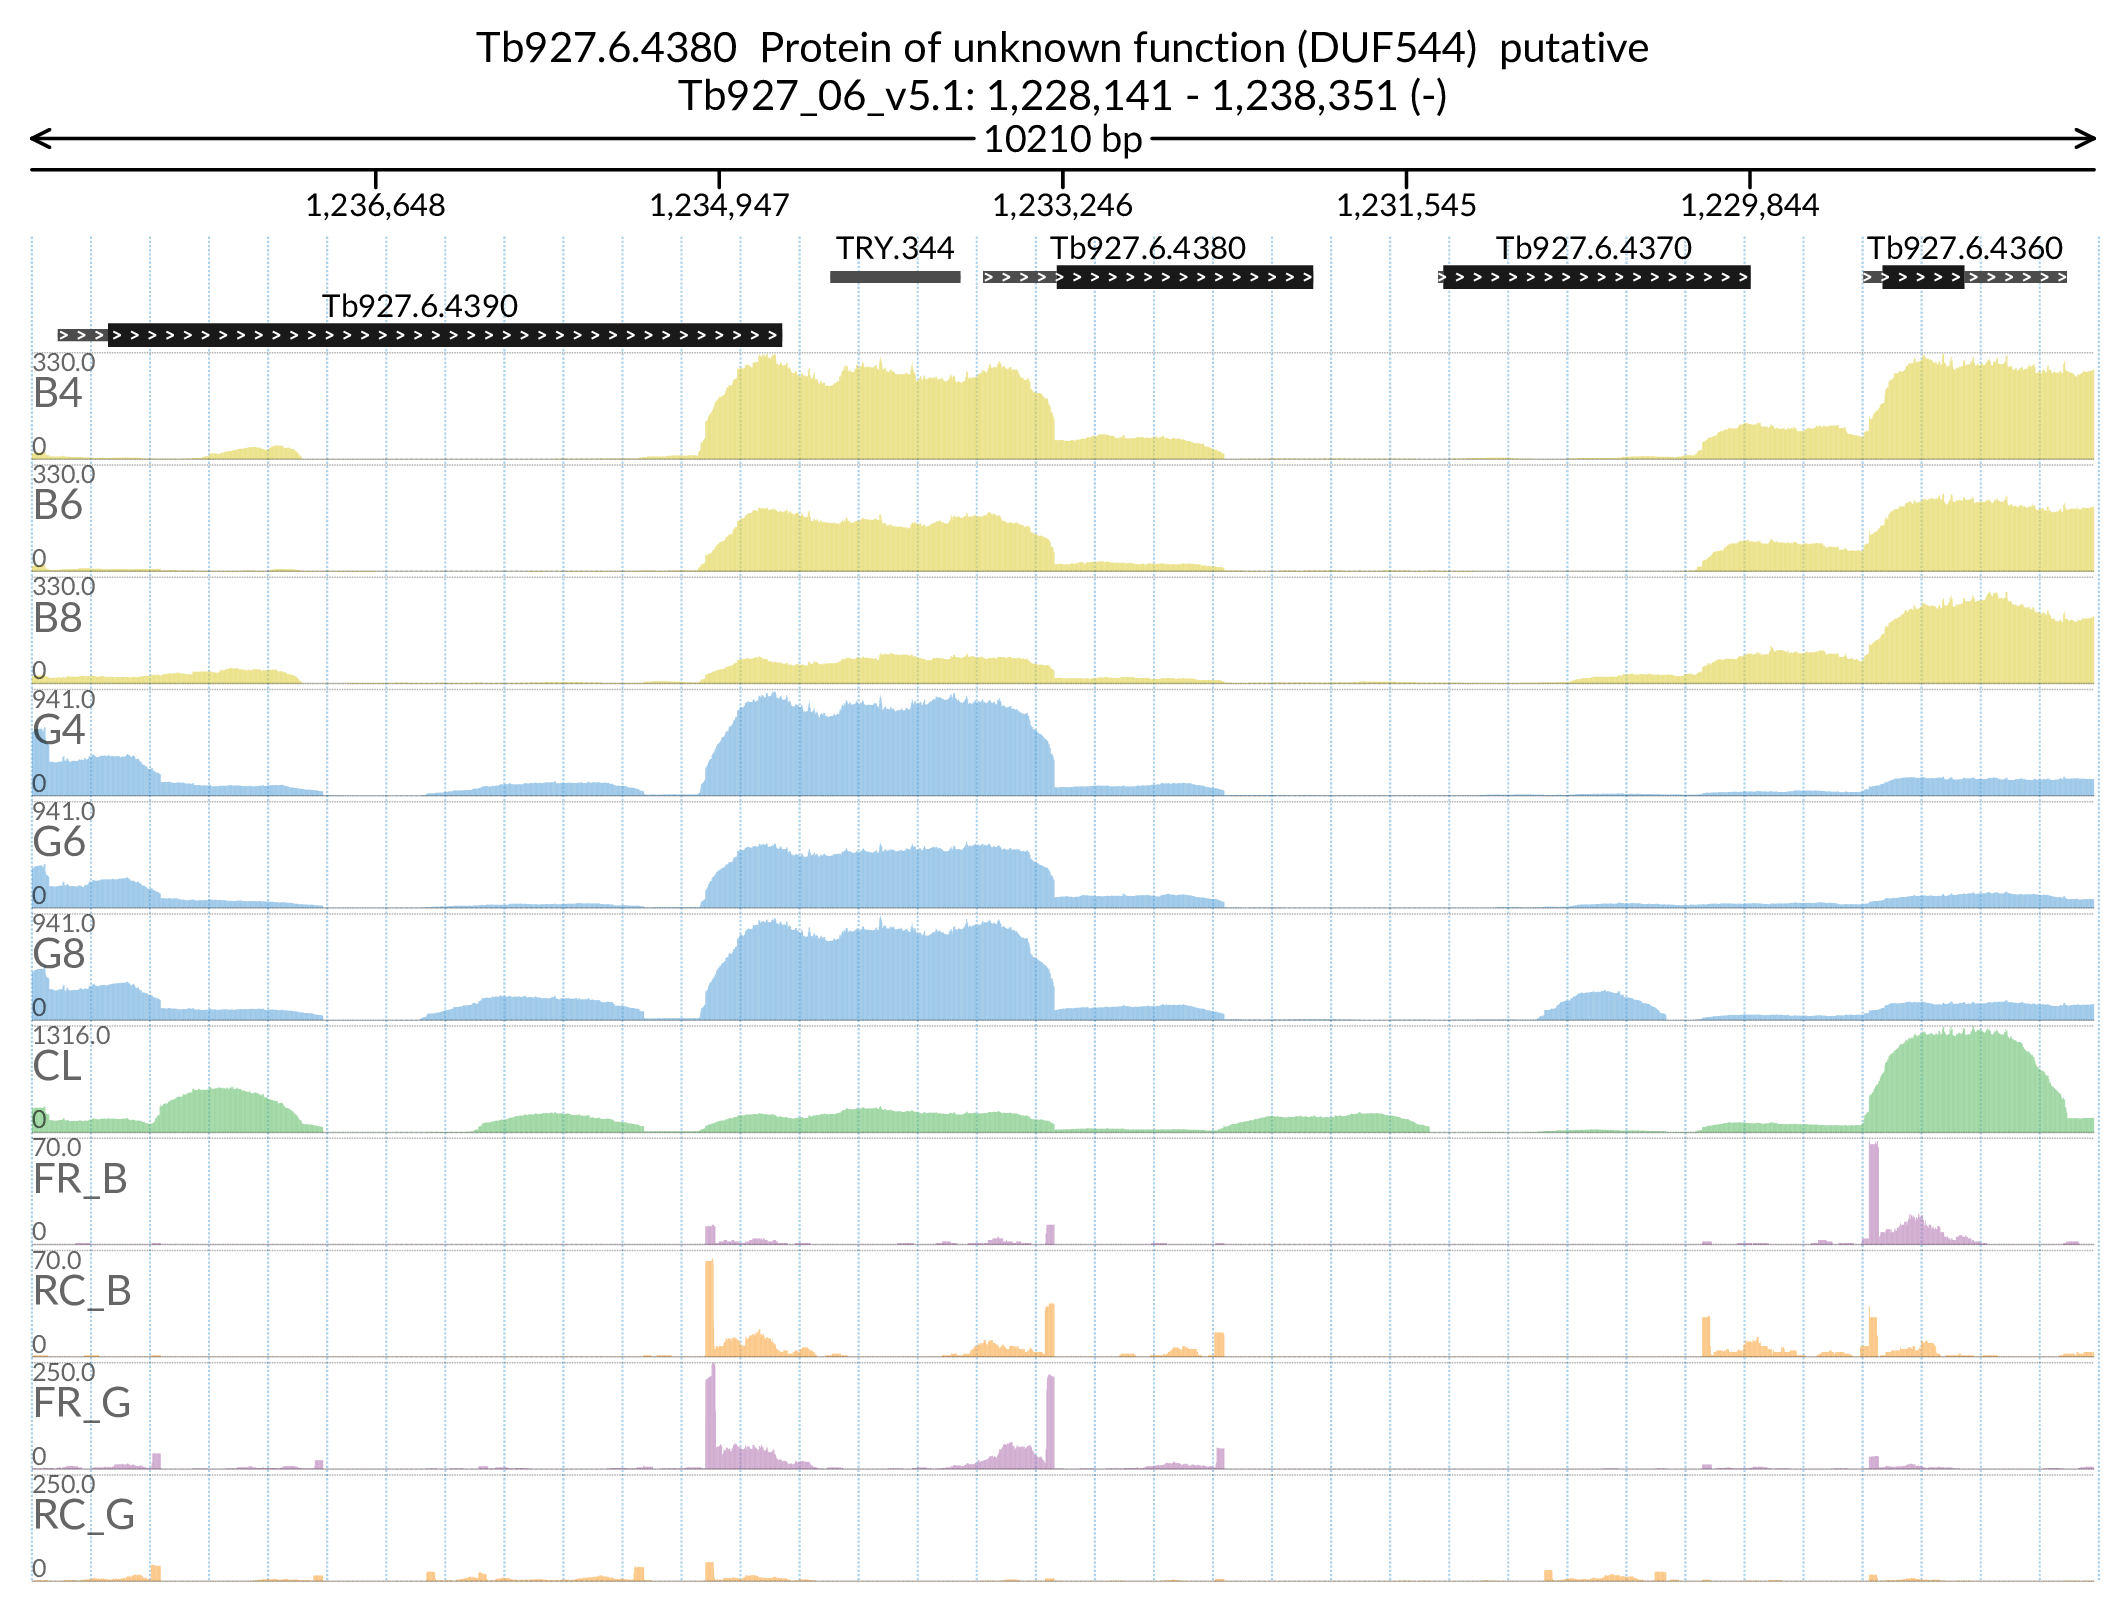 Tb927.6.4380  Protein of unknown function (DUF544)  putative
Tb927_06_v5.1: 1,228,141 - 1,238,351 (-)
10210 bp
1,236,648 1,234,947 1,233,246 1,231,545 1,229,844
TRY.344 Tb927.6.4380 Tb927.6.4370 Tb927.6.4360
Tb927.6.4390
330.0
B4
0
330.0
B6
0
330.0
B8
0
941.0
G4
0
941.0
G6
0
941.0
G8
0
1316.0
CL
0
70.0
FR_B
0
70.0
RC_B
0
250.0
FR_G
0
250.0
RC_G
0